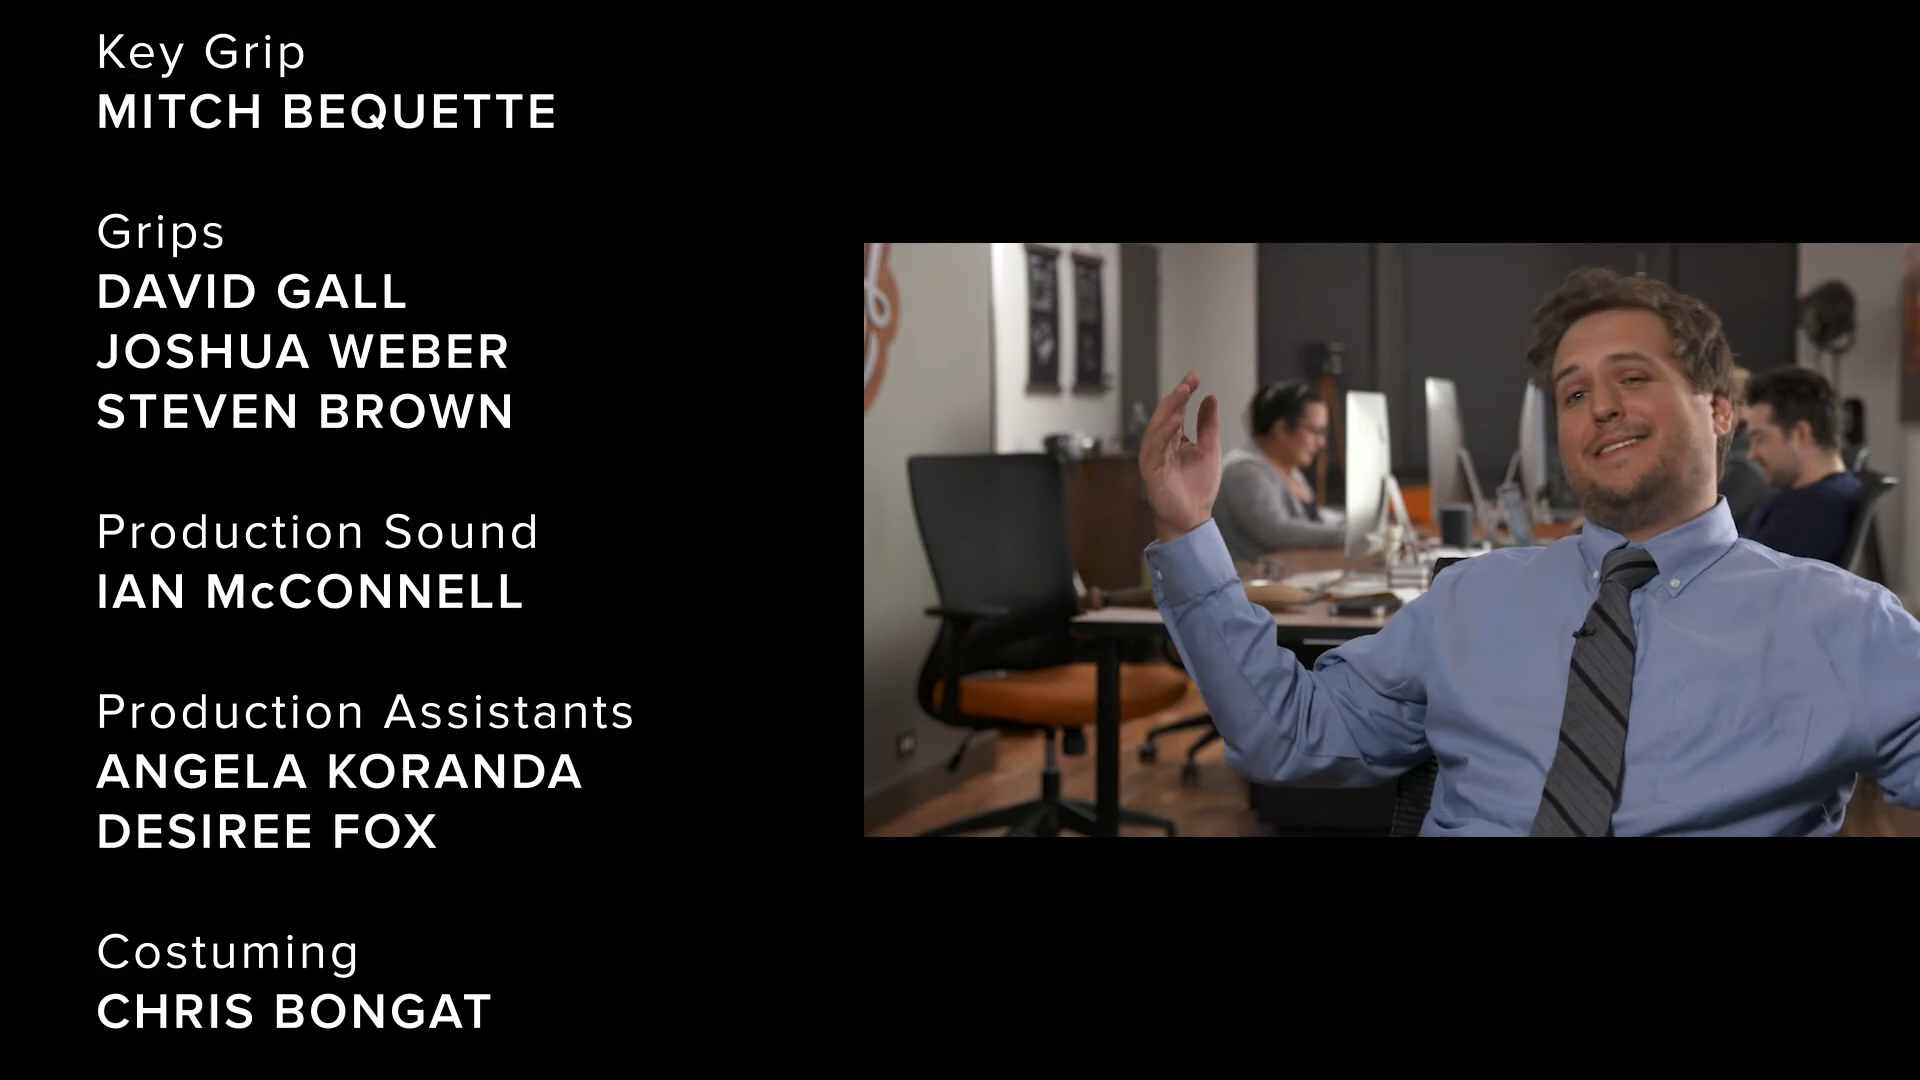 Key Grip
MITCH BEQUETTE
Grips
DAVID GALL
JOSHUA WEBER
STEVEN BROWN
Production Sound
IAN McCONNELL
Production Assistants
ANGELA KORANDA
DESIREE FOX
Costuming
CHRIS BONGAT